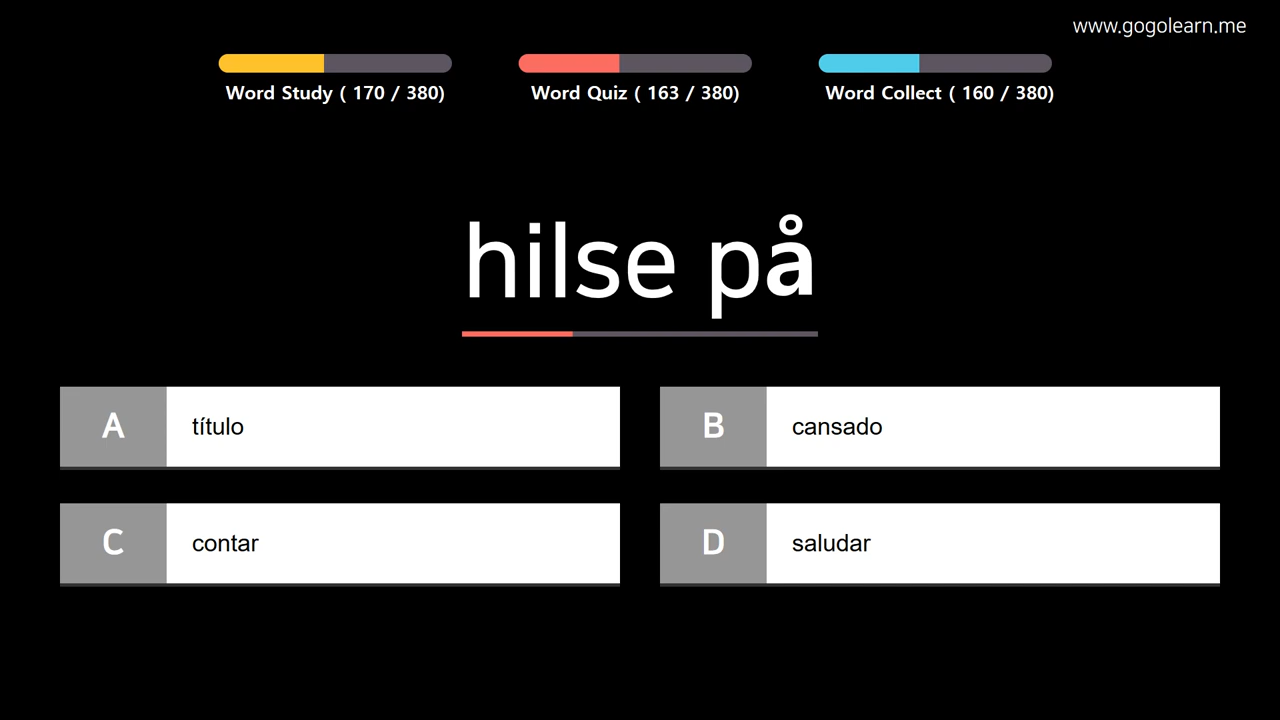 www.gogolearn.me
Word Study ( 170 / 380)
Word Quiz ( 163 / 380)
Word Collect ( 160 / 380)
hilse på
A título
B cansado
C contar
D saludar